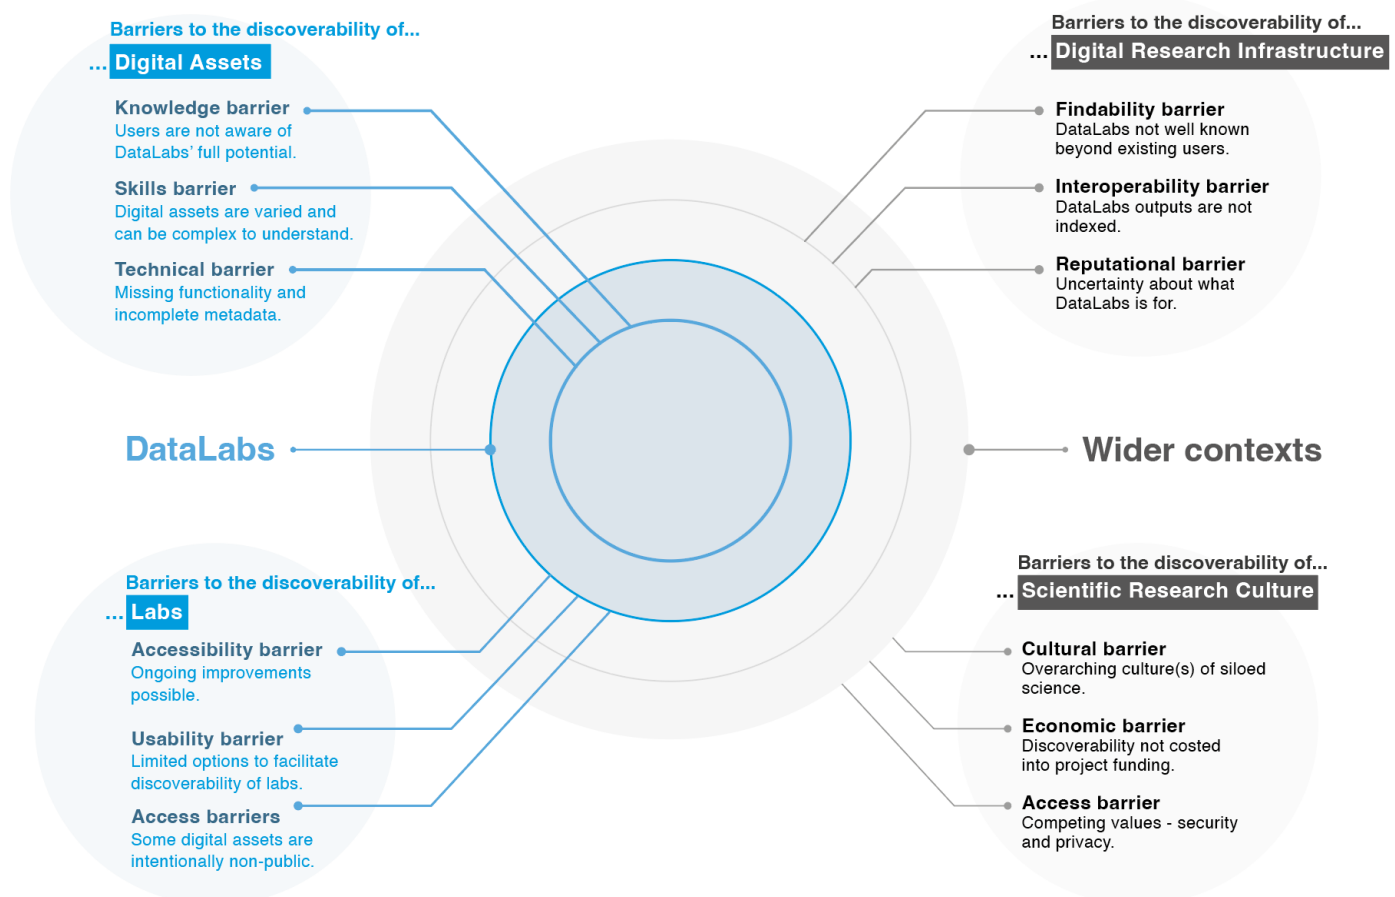 Barriers to the discoverability of...
... Digital Assets
Knowledge barrier
Users are not aware of
DataLabs’ full potential.
Skills barrier
Digital assets are varied and
can be complex to understand.
Technical barrier
Missing functionality and
incomplete metadata.
Barriers to the discoverability of...
... Digital Research Infrastructure
Findability barrier
DataLabs not well known
beyond existing users.
Interoperability barrier
DataLabs outputs are not
indexed.
Reputational barrier
Uncertainty about what
DataLabs is for.
DataLabs
Wider contexts
Barriers to the discoverability of...
... Labs
Accessibility barrier
Ongoing improvements
possible.
Usability barrier
Limited options to facilitate
discoverability of labs.
Access barriers
Some digital assets are
intentionally non-public.
Barriers to the discoverability of...
... Scientific Research Culture
Cultural barrier
Overarching culture(s) of siloed
science.
Economic barrier
Discoverability not costed
into project funding.
Access barrier
Competing values - security
and privacy.